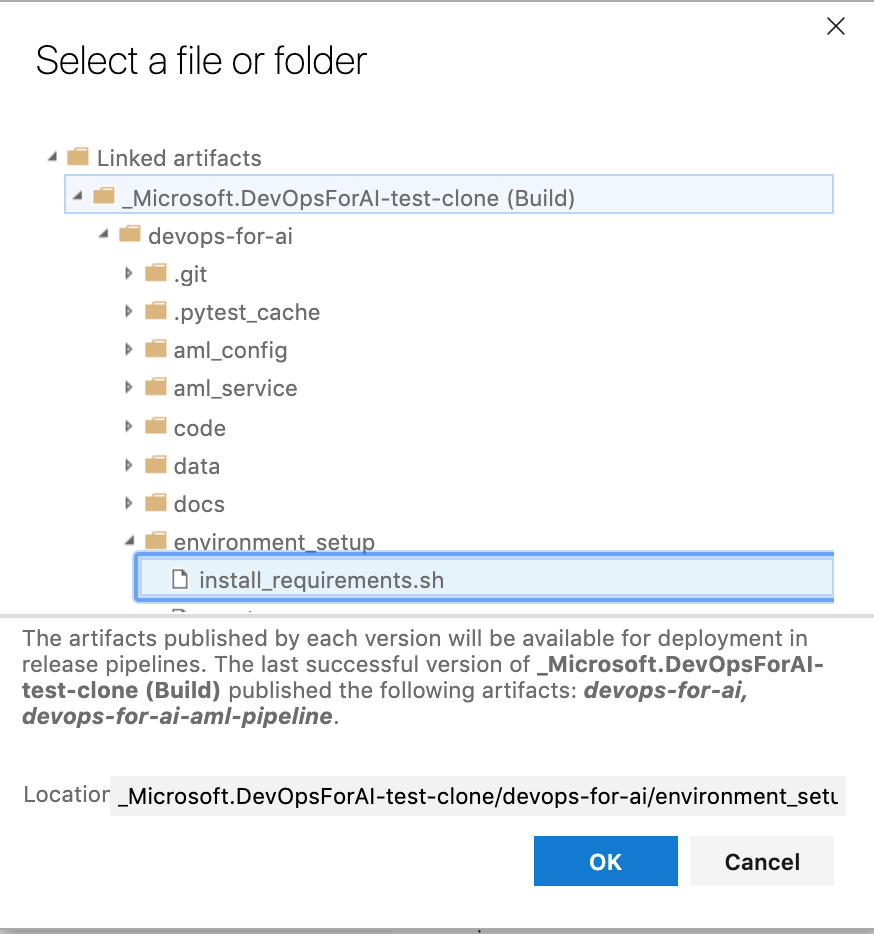 Select a file or folder
Linked artifacts
_Microsoft.DevOpsForAI-test-clone (Build)
devops-for-ai
.git
.pytest_cache
aml_config
aml_service
code
data
docs
environment_setup
install_requirements.sh
The artifacts published by each version will be available for deployment in
release pipelines. The last successful version of _Microsoft.DevOpsForAI-
test-clone (Build) published the following artifacts: devops-for-ai,
devops-for-ai-aml-pipeline.
Location _Microsoft.DevOpsForAI-test-clone/devops-for-ai/environment_setu
OK Cancel